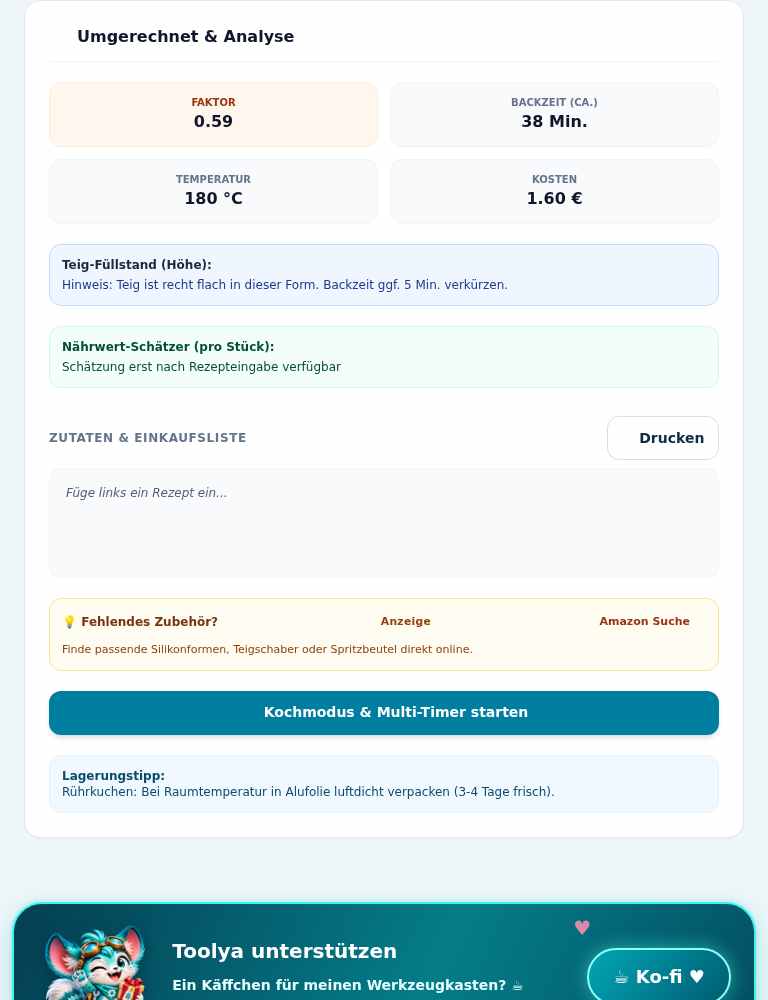 Umgerechnet & Analyse
FAKTOR
0.59
BACKZEIT (CA.)
38 Min.
TEMPERATUR
180 °C
KOSTEN
1.60 €
Teig-Füllstand (Höhe):
Hinweis: Teig ist recht flach in dieser Form. Backzeit ggf. 5 Min. verkürzen.
Nährwert-Schätzer (pro Stück):
Schätzung erst nach Rezepteingabe verfügbar
ZUTATEN & EINKAUFSLISTE
Drucken
Füge links ein Rezept ein...
💡 Fehlendes Zubehör?
Anzeige
Amazon Suche
Finde passende Silikonformen, Teigschaber oder Spritzbeutel direkt online.
Kochmodus & Multi-Timer starten
Lagerungstipp:
Rührkuchen: Bei Raumtemperatur in Alufolie luftdicht verpacken (3-4 Tage frisch).
Toolya unterstützen
Ein Käffchen für meinen Werkzeugkasten? ☕
☕ Ko-fi ♥